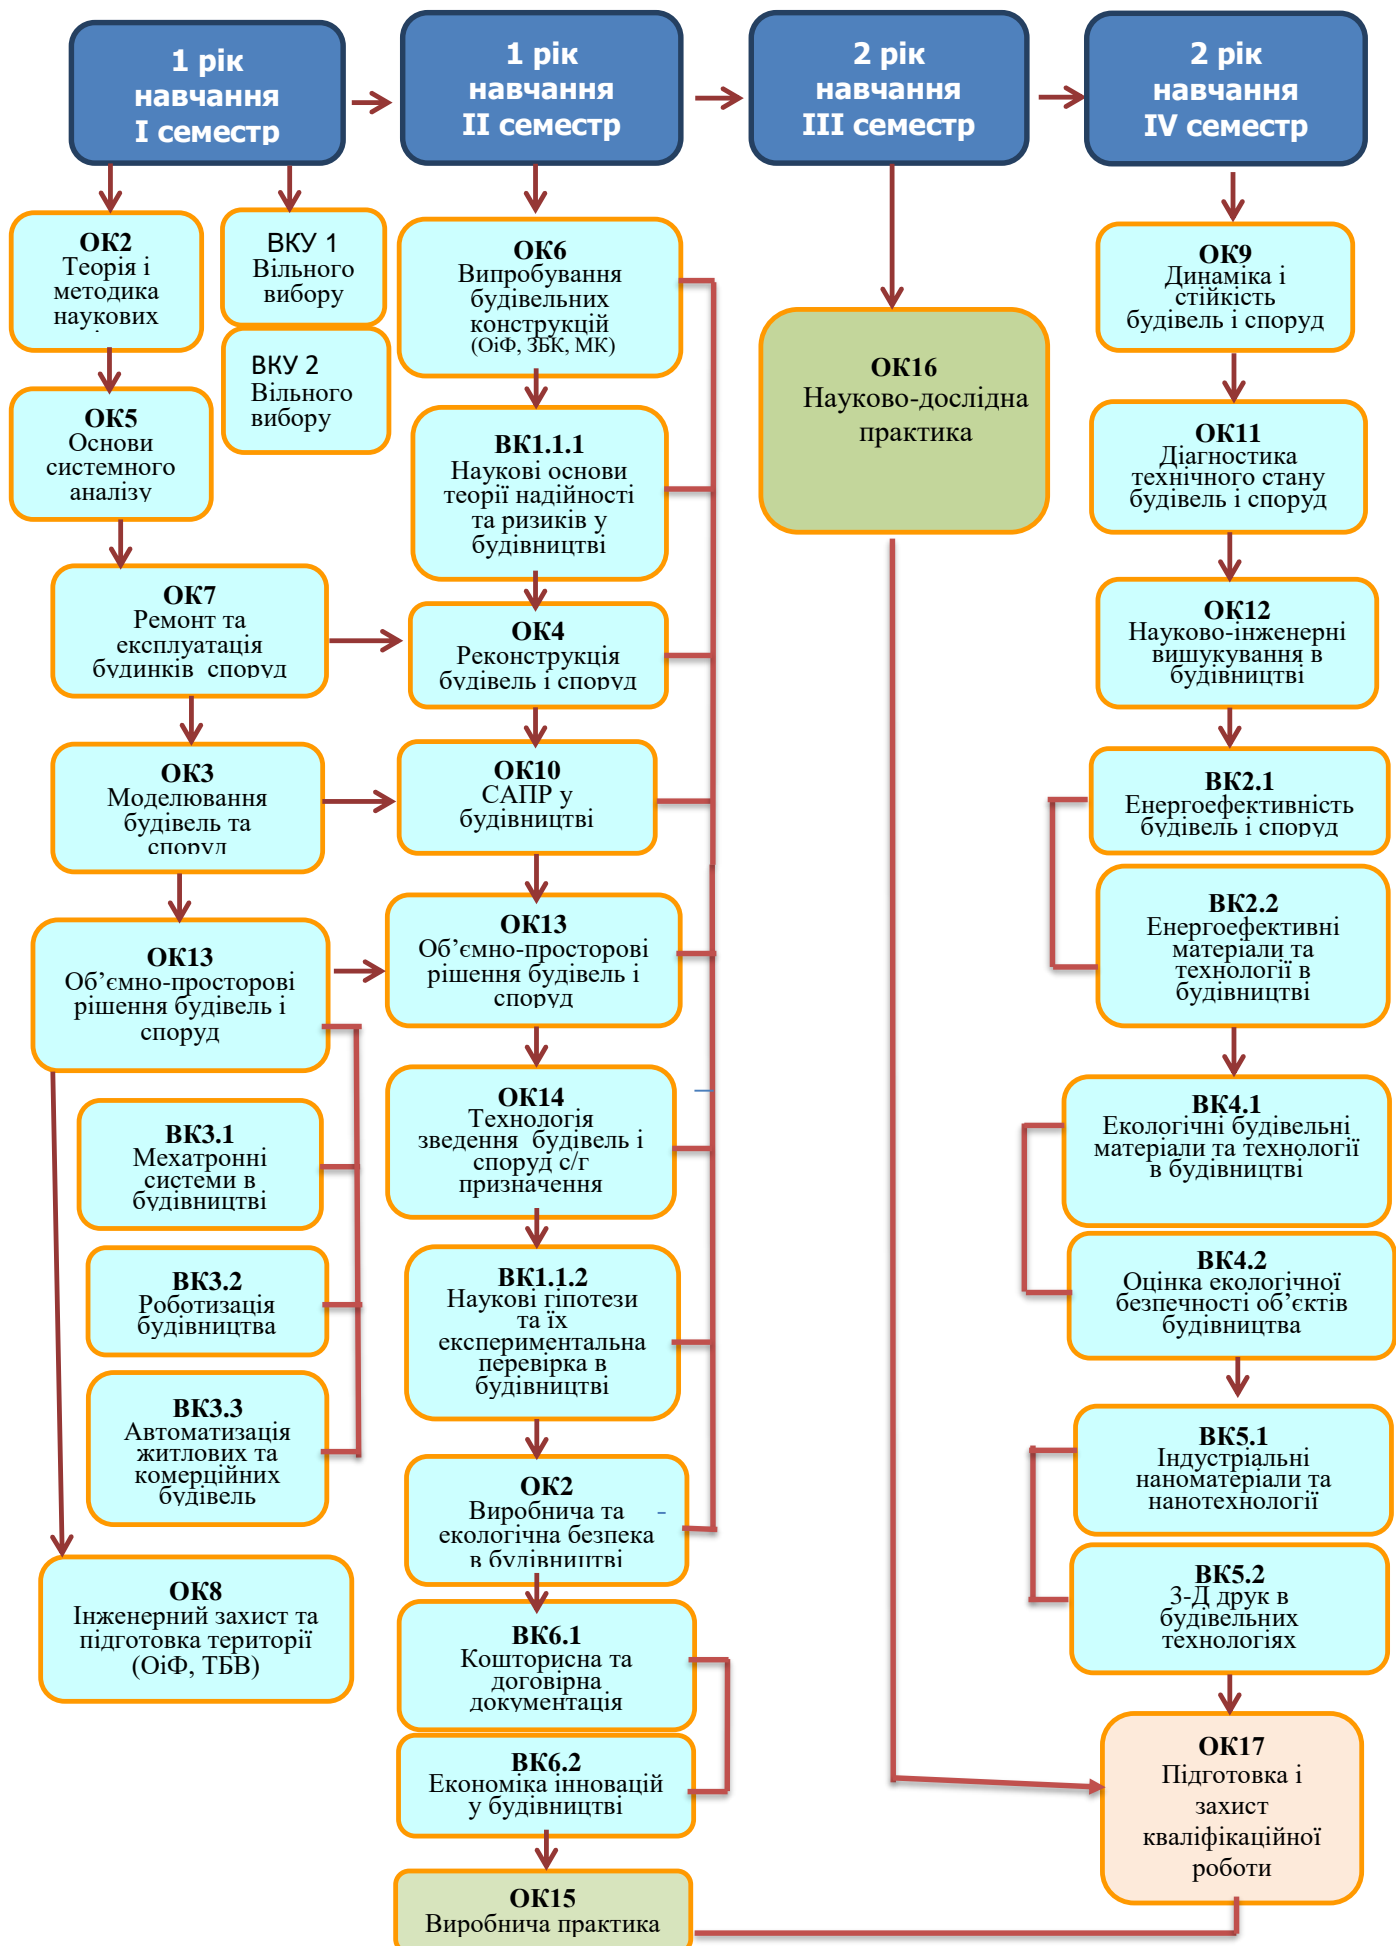 1 рік
навчання
І семестр
1 рік
навчання
ІІ семестр
2 рік
навчання
ІІІ семестр
2 рік
навчання
IV семестр
ОК2
Теорія і
методика
наукових
ВКУ 1
Вільного
вибору
ВКУ 2
Вільного
вибору
ОК5
Основи
системного
аналізу
ОК7
Ремонт та
експлуатація
будинків споруд
ОК3
Моделювання
будівель та
споруд
ОК13
Об’ємно-просторові
рішення будівель і
споруд
ВК3.1
Мехатронні
системи в
будівництві
ВК3.2
Роботизація
будівництва
ВК3.3
Автоматизація
житлових та
комерційних
будівель
ОК8
Інженерний захист та
підготовка території
(ОіФ, ТБВ)
ОК6
Випробування
будівельних
конструкцій
(ОіФ, ЗБК, МК)
ВК1.1.1
Наукові основи
теорії надійності
та ризиків у
будівництві
ОК4
Реконструкція
будівель і споруд
ОК10
САПР у
будівництві
ОК13
Об’ємно-просторові
рішення будівель і
споруд
ОК14
Технологія
зведення будівель і
споруд с/г
призначення
ВК1.1.2
Наукові гіпотези
та їх
експериментальна
перевірка в
будівництві
ОК2
Виробнича та
екологічна безпека
в будівництві
ВК6.1
Кошторисна та
договірна
документація
ВК6.2
Економіка інновацій
у будівництві
ОК15
Виробнича практика
ОК16
Науково-дослідна
практика
ОК9
Динаміка і
стійкість
будівель і споруд
ОК11
Діагностика
технічного стану
будівель і споруд
ОК12
Науково-інженерні
вишукування в
будівництві
ВК2.1
Енергоефективність
будівель і споруд
ВК2.2
Енергоефективні
матеріали та
технології в
будівництві
ВК4.1
Екологічні будівельні
матеріали та технології
в будівництві
ВК4.2
Оцінка екологічної
безпечності об’єктів
будівництва
ВК5.1
Індустріальні
наноматеріали та
нанотехнології
ВК5.2
3-Д друк в
будівельних
технологіях
ОК17
Підготовка і
захист
кваліфікаційної
роботи